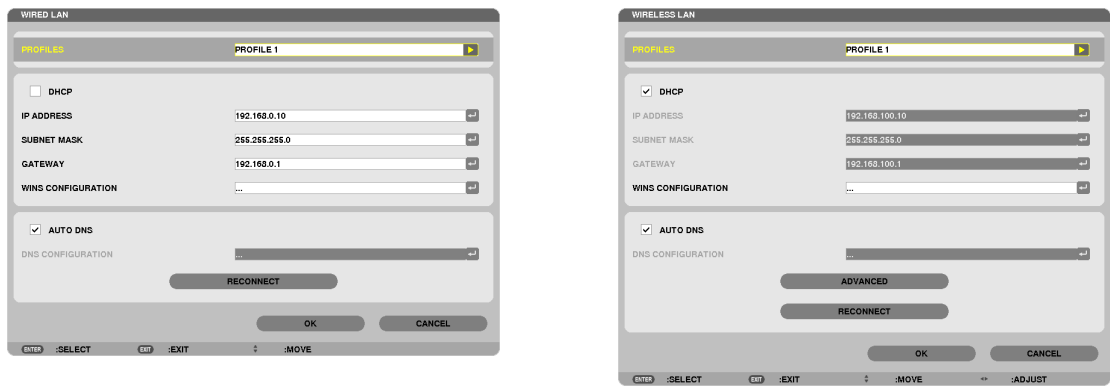 WIRED LAN
PROFILES PROFILE 1
DHCP
IP ADDRESS 192.168.0.10
SUBNET MASK 255.255.255.0
GATEWAY 192.168.0.1
WINS CONFIGURATION ...
AUTO DNS
DNS CONFIGURATION ...
RECONNECT
OK CANCEL
ENTER :SELECT EXIT :EXIT :MOVE
WIRELESS LAN
PROFILES PROFILE 1
DHCP
IP ADDRESS 192.168.100.10
SUBNET MASK 255.255.255.0
GATEWAY 192.168.100.1
WINS CONFIGURATION ...
AUTO DNS
DNS CONFIGURATION ...
ADVANCED
RECONNECT
OK CANCEL
ENTER :SELECT EXIT :EXIT :MOVE :ADJUST